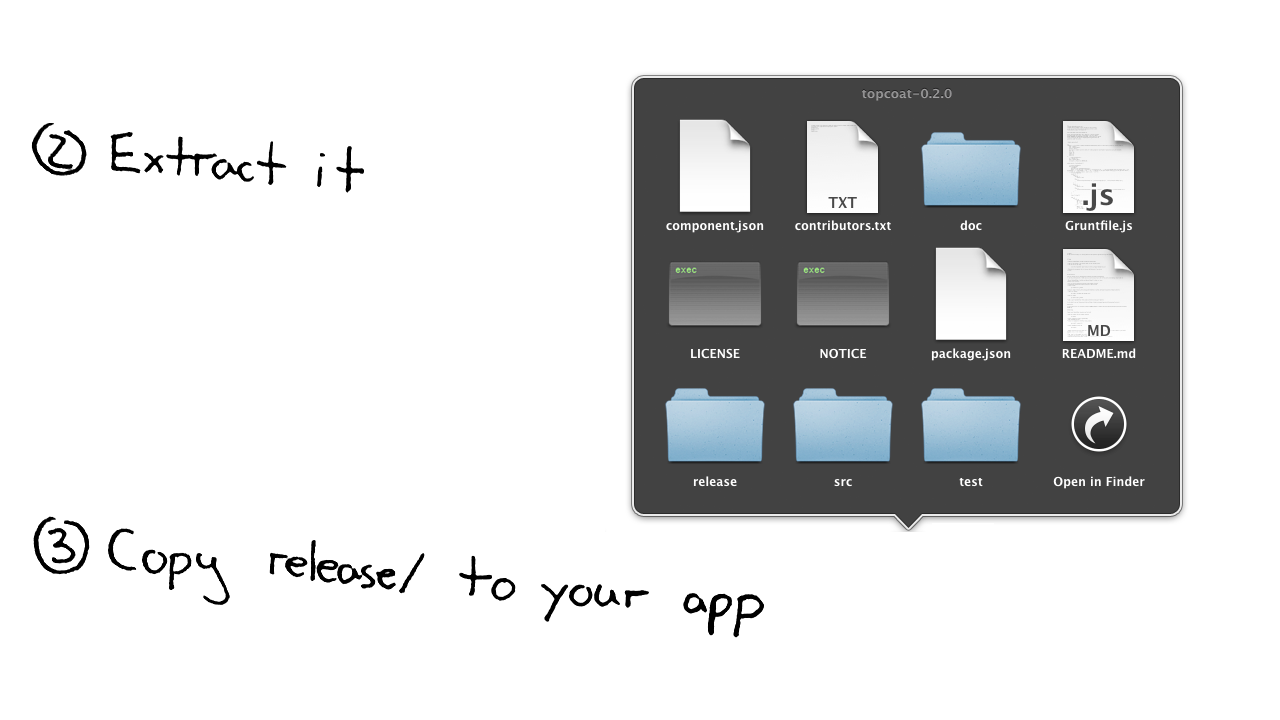 ② Extract it
topcoat-0.2.0
TXT
.js
component.json contributors.txt doc Gruntfile.js
exec exec
MD
LICENSE NOTICE package.json README.md
release src test Open in Finder
③ Copy release/ to your app